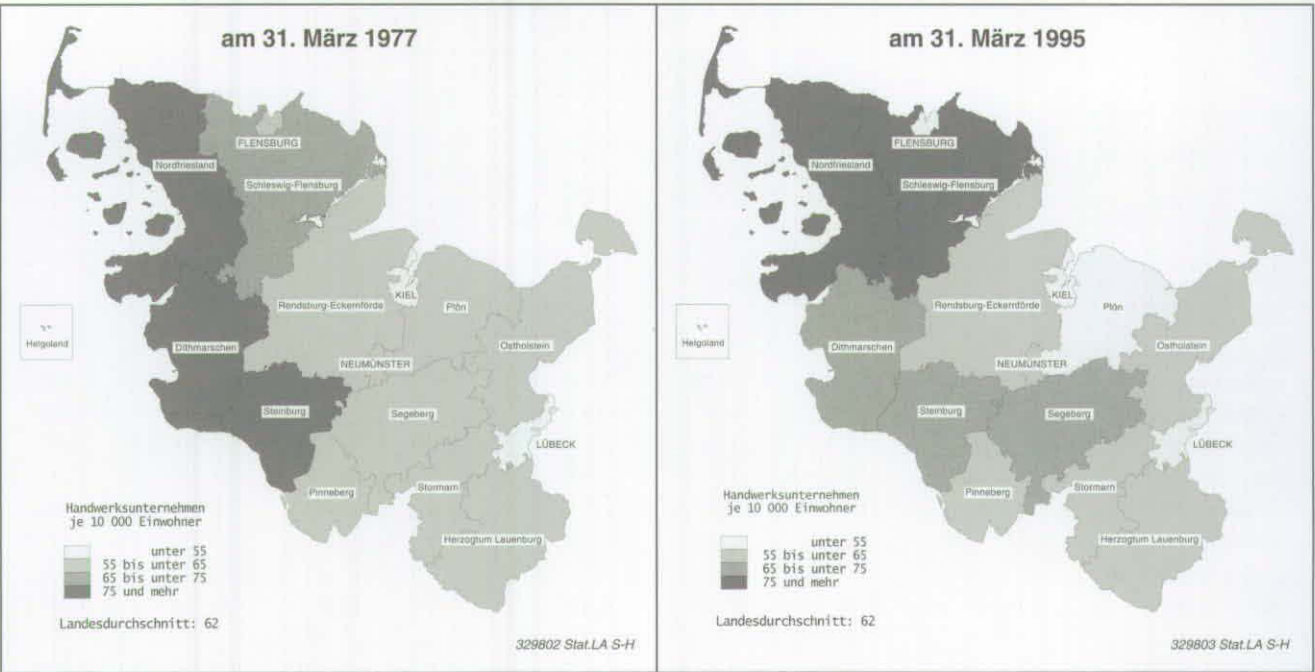 am 31. März 1977
FLENSBURG
Nordfriesland
Schleswig-Flensburg
KIEL
Rendsburg-Eckernförde
Plön
Helgoland
Dithmarschen
Ostholstein
NEUMÜNSTER
Steinburg
Segeberg
LÜBECK
Pinneberg
Stormarn
Herzogtum Lauenburg
Handwerksunternehmen
je 10 000 Einwohner
unter 55
55 bis unter 65
65 bis unter 75
75 und mehr
Landesdurchschnitt: 62
329802 Stat.LA S-H
am 31. März 1995
FLENSBURG
Nordfriesland
Schleswig-Flensburg
KIEL
Rendsburg-Eckernförde
Plön
Helgoland
Dithmarschen
Ostholstein
NEUMÜNSTER
Steinburg
Segeberg
LÜBECK
Pinneberg
Stormarn
Herzogtum Lauenburg
Handwerksunternehmen
je 10 000 Einwohner
unter 55
55 bis unter 65
65 bis unter 75
75 und mehr
Landesdurchschnitt: 62
329803 Stat.LA S-H